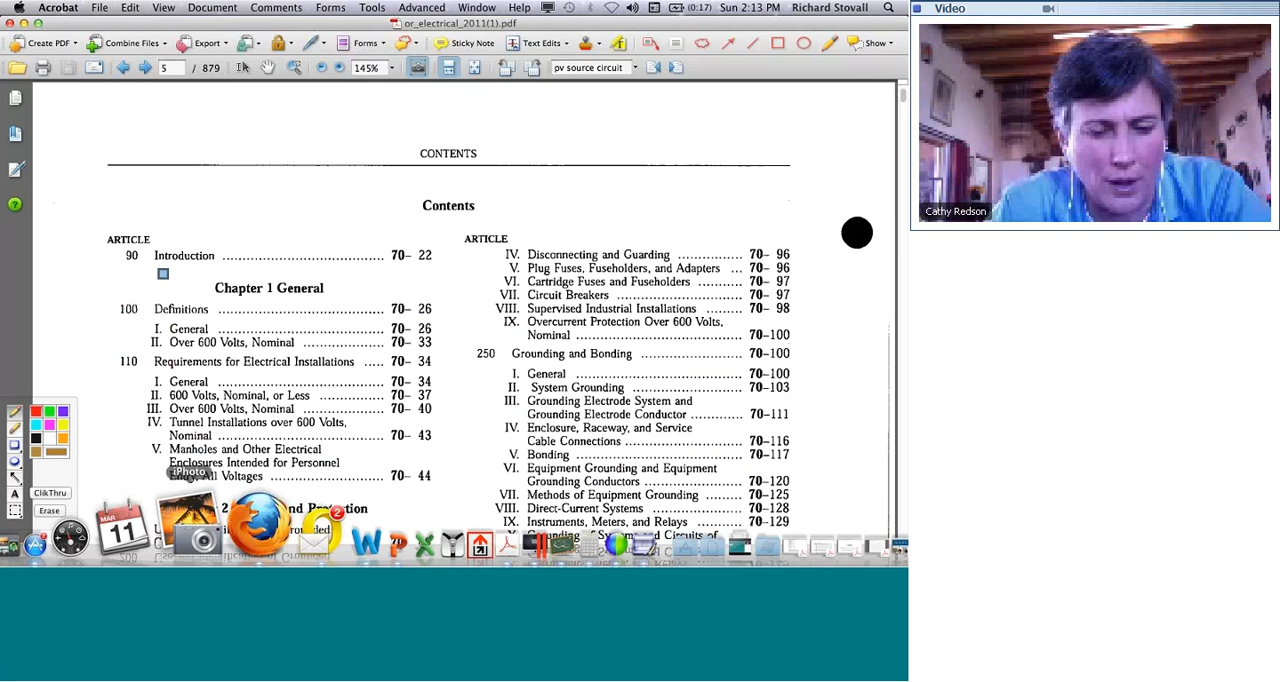 Acrobat File Edit View Document Comments Forms Tools Advanced Window Help (0:17) Sun 2:13 PM Richard Stovall
or_electrical_2011(1).pdf
Create PDF Combine Files Export Forms Sticky Note Text Edits Show
5 / 879 145% pv source circuit
CONTENTS
Contents
ARTICLE
90 Introduction 70– 22
Chapter 1 General
100 Definitions 70– 26
I. General 70– 26
II. Over 600 Volts, Nominal 70– 33
110 Requirements for Electrical Installations 70– 34
I. General 70– 34
II. 600 Volts, Nominal, or Less 70– 37
III. Over 600 Volts, Nominal 70– 40
IV. Tunnel Installations over 600 Volts,
Nominal 70– 43
V. Manholes and Other Electrical
Enclosures Intended for Personnel
All Voltages 70– 44
iPhoto
2
ARTICLE
IV. Disconnecting and Guarding 70– 96
V. Plug Fuses, Fuseholders, and Adapters 70– 96
VI. Cartridge Fuses and Fuseholders 70– 97
VII. Circuit Breakers 70– 97
VIII. Supervised Industrial Installations 70– 98
IX. Overcurrent Protection Over 600 Volts,
Nominal 70–100
250 Grounding and Bonding 70–100
I. General 70–100
II. System Grounding 70–103
III. Grounding Electrode System and
Grounding Electrode Conductor 70–111
IV. Enclosure, Raceway, and Service
Cable Connections 70–116
V. Bonding 70–117
VI. Equipment Grounding and Equipment
Grounding Conductors 70–120
VII. Methods of Equipment Grounding 70–125
VIII. Direct-Current Systems 70–128
IX. Instruments, Meters, and Relays 70–129
ClikThru
Erase
MAR
11
2
Video
Cathy Redson